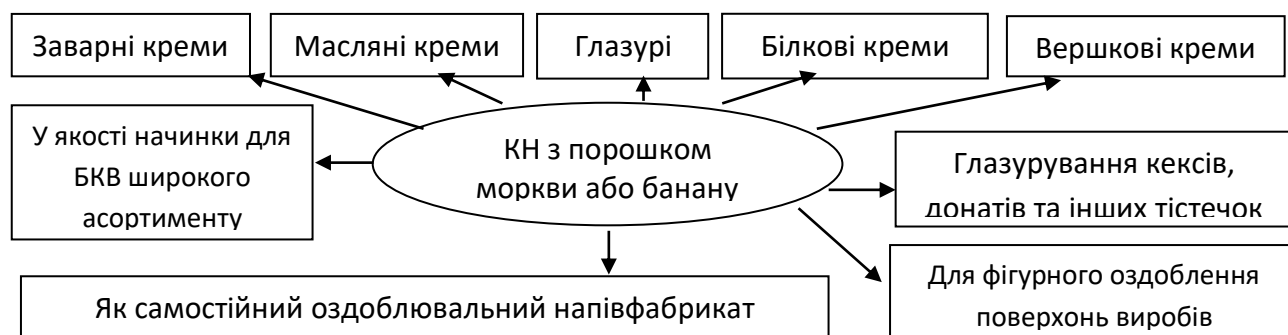 Заварні креми
Масляні креми
Глазурі
Білкові креми
Вершкові креми
У якості начинки для
БКВ широкого
асортименту
КН з порошком
моркви або банану
Глазурування кексів,
донатів та інших тістечок
Як самостійний оздоблювальний напівфабрикат
Для фігурного оздоблення
поверхонь виробів